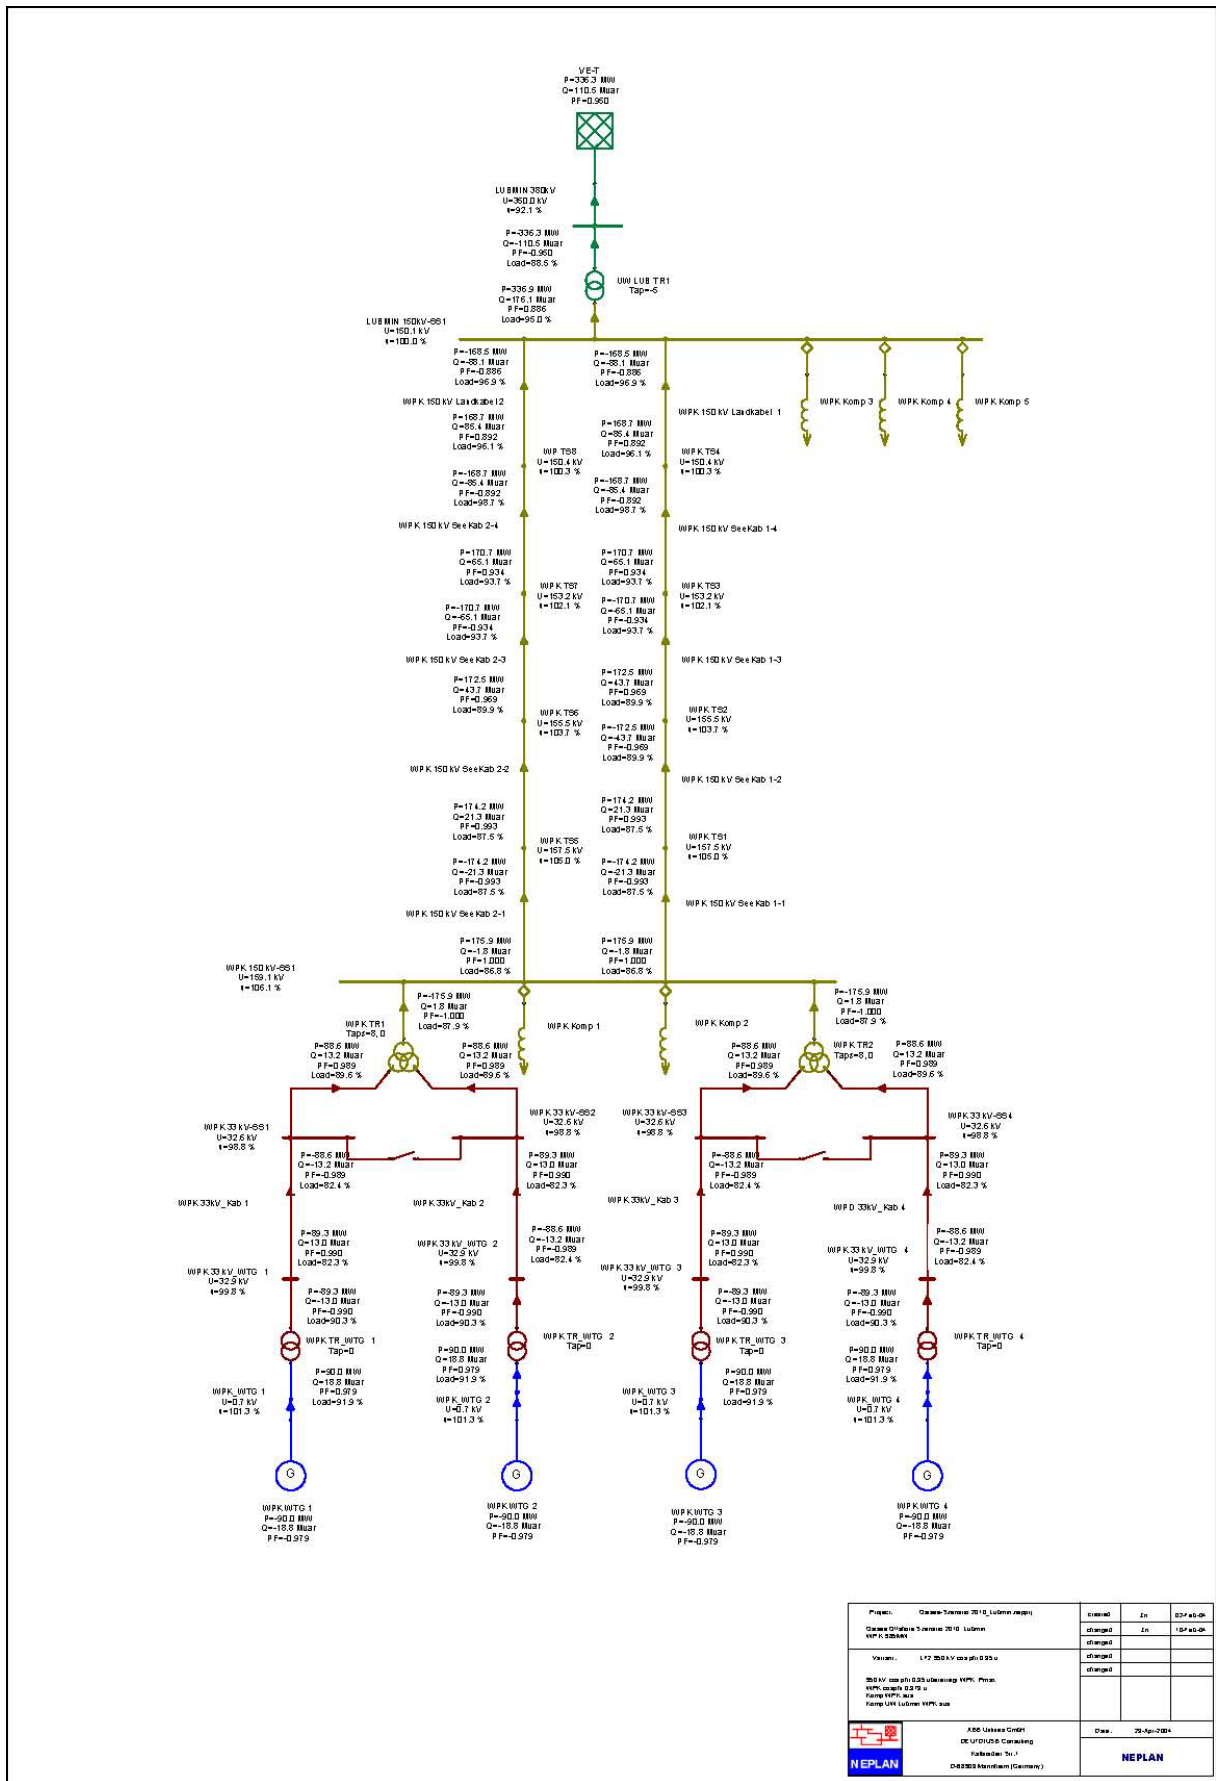 VE-T
P=336.3 MW
Q=110.5 Mvar
PF=0.950
LUBMIN 380kV
U=350.0 kV
u=92.1 %
P=-336.3 MW
Q=-110.5 Mvar
PF=-0.950
Load=88.5 %
UW LUB TR1
Tap=-5
P=336.9 MW
Q=176.1 Mvar
PF=0.886
Load=95.0 %
LUBMIN 150kV-SS1
U=150.1 kV
u=100.0 %
P=-168.5 MW
Q=-88.1 Mvar
PF=-0.886
Load=96.9 %
P=-168.5 MW
Q=-88.1 Mvar
PF=-0.886
Load=96.9 %
WPK Komp 3
WPK Komp 4
WPK Komp 5
WPK 150 kV Landkabel 2
WPK 150 kV Landkabel 1
P=168.7 MW
Q=85.4 Mvar
PF=0.892
Load=96.1 %
P=168.7 MW
Q=85.4 Mvar
PF=0.892
Load=96.1 %
WP TS8
U=150.4 kV
u=100.3 %
WPK TS4
U=150.4 kV
u=100.3 %
P=-168.7 MW
Q=-85.4 Mvar
PF=-0.892
Load=98.7 %
P=-168.7 MW
Q=-85.4 Mvar
PF=-0.892
Load=98.7 %
WPK 150 kV SeeKab 2-4
WPK 150 kV SeeKab 1-4
P=170.7 MW
Q=65.1 Mvar
PF=0.934
Load=93.7 %
P=170.7 MW
Q=65.1 Mvar
PF=0.934
Load=93.7 %
WPK TS7
U=153.2 kV
u=102.1 %
WPK TS3
U=153.2 kV
u=102.1 %
P=-170.7 MW
Q=-65.1 Mvar
PF=-0.934
Load=93.7 %
P=-170.7 MW
Q=-65.1 Mvar
PF=-0.934
Load=93.7 %
WPK 150 kV SeeKab 2-3
WPK 150 kV SeeKab 1-3
P=172.5 MW
Q=43.7 Mvar
PF=0.969
Load=89.9 %
P=172.5 MW
Q=43.7 Mvar
PF=0.969
Load=89.9 %
WPK TS6
U=155.5 kV
u=103.7 %
WPK TS2
U=155.5 kV
u=103.7 %
P=-172.5 MW
Q=-43.7 Mvar
PF=-0.969
Load=89.9 %
WPK 150 kV SeeKab 2-2
WPK 150 kV SeeKab 1-2
P=174.2 MW
Q=21.3 Mvar
PF=0.993
Load=87.5 %
P=174.2 MW
Q=21.3 Mvar
PF=0.993
Load=87.5 %
WPK TS5
U=157.5 kV
u=105.0 %
WPK TS1
U=157.5 kV
u=105.0 %
P=-174.2 MW
Q=-21.3 Mvar
PF=-0.993
Load=87.5 %
P=-174.2 MW
Q=-21.3 Mvar
PF=-0.993
Load=87.5 %
WPK 150 kV SeeKab 2-1
WPK 150 kV SeeKab 1-1
P=175.9 MW
Q=-1.8 Mvar
PF=1.000
Load=86.8 %
P=175.9 MW
Q=-1.8 Mvar
PF=1.000
Load=86.8 %
WPK 150 kV-SS1
U=159.1 kV
u=106.1 %
P=-175.9 MW
Q=1.8 Mvar
PF=-1.000
Load=87.9 %
P=-175.9 MW
Q=1.8 Mvar
PF=-1.000
Load=87.9 %
WPK TR1
Taps=8, 0
WPK Komp 1
WPK Komp 2
WPK TR2
Taps=8, 0
P=88.6 MW
Q=13.2 Mvar
PF=0.989
Load=89.6 %
P=88.6 MW
Q=13.2 Mvar
PF=0.989
Load=89.6 %
P=88.6 MW
Q=13.2 Mvar
PF=0.989
Load=89.6 %
P=88.6 MW
Q=13.2 Mvar
PF=0.989
Load=89.6 %
WPK 33 kV-SS1
U=32.6 kV
u=98.8 %
WPK 33 kV-SS2
U=32.6 kV
u=98.8 %
WPK 33 kV-SS3
U=32.6 kV
u=98.8 %
WPK 33 kV-SS4
U=32.6 kV
u=98.8 %
P=-88.6 MW
Q=-13.2 Mvar
PF=-0.989
Load=82.4 %
P=89.3 MW
Q=13.0 Mvar
PF=0.990
Load=82.3 %
P=-88.6 MW
Q=-13.2 Mvar
PF=-0.989
Load=82.4 %
P=89.3 MW
Q=13.0 Mvar
PF=0.990
Load=82.3 %
WPK 33kV_Kab 1
WPK 33kV_Kab 2
WPK 33kV_Kab 3
WPD 33kV_Kab 4
P=89.3 MW
Q=13.0 Mvar
PF=0.990
Load=82.3 %
P=-88.6 MW
Q=-13.2 Mvar
PF=-0.989
Load=82.4 %
P=89.3 MW
Q=13.0 Mvar
PF=0.990
Load=82.3 %
P=-88.6 MW
Q=-13.2 Mvar
PF=-0.989
Load=82.4 %
WPK 33 kV_WTG 1
U=32.9 kV
u=99.8 %
WPK 33 kV_WTG 2
U=32.9 kV
u=99.8 %
WPK 33 kV_WTG 3
U=32.9 kV
u=99.8 %
WPK 33 kV_WTG 4
U=32.9 kV
u=99.8 %
P=-89.3 MW
Q=-13.0 Mvar
PF=-0.990
Load=90.3 %
P=-89.3 MW
Q=-13.0 Mvar
PF=-0.990
Load=90.3 %
P=-89.3 MW
Q=-13.0 Mvar
PF=-0.990
Load=90.3 %
P=-89.3 MW
Q=-13.0 Mvar
PF=-0.990
Load=90.3 %
WPK TR_WTG 1
Tap=0
WPK TR_WTG 2
Tap=0
WPK TR_WTG 3
Tap=0
WPK TR_WTG 4
Tap=0
P=90.0 MW
Q=18.8 Mvar
PF=0.979
Load=91.9 %
P=90.0 MW
Q=18.8 Mvar
PF=0.979
Load=91.9 %
P=90.0 MW
Q=18.8 Mvar
PF=0.979
Load=91.9 %
P=90.0 MW
Q=18.8 Mvar
PF=0.979
Load=91.9 %
WPK_WTG 1
U=0.7 kV
u=101.3 %
WPK_WTG 2
U=0.7 kV
u=101.3 %
WPK_WTG 3
U=0.7 kV
u=101.3 %
WPK_WTG 4
U=0.7 kV
u=101.3 %
G
G
G
G
WPK WTG 1
P=-90.0 MW
Q=-18.8 Mvar
PF=-0.979
WPK WTG 2
P=-90.0 MW
Q=-18.8 Mvar
PF=-0.979
WPK WTG 3
P=-90.0 MW
Q=-18.8 Mvar
PF=-0.979
WPK WTG 4
P=-90.0 MW
Q=-18.8 Mvar
PF=-0.979
Project:
created
changed
changed
changed
changed
Variant:
ABB Utilities GmbH
Consulting
Mannheim (Germany)
Date: 29-Apr-2004
NEPLAN
NEPLAN